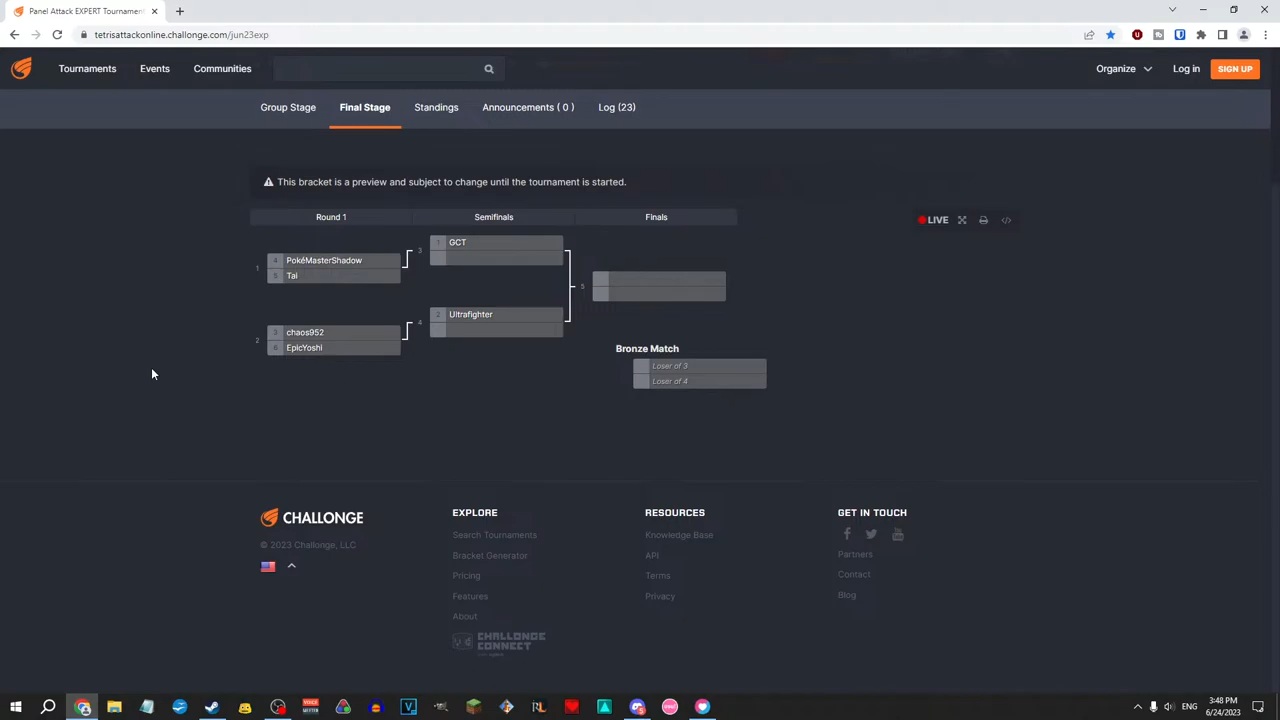 Panel Attack EXPERT Tournamen
tetrisattackonline.challonge.com/jun23exp
Tournaments
Events
Communities
Organize
Log in
SIGN UP
Group Stage
Final Stage
Standings
Announcements ( 0 )
Log (23)
This bracket is a preview and subject to change until the tournament is started.
Round 1
Semifinals
Finals
LIVE
1
4 PokéMasterShadow
5 Tai
2
3 chaos952
6 EpicYoshi
3
1 GCT
4
2 Ultrafighter
5
Bronze Match
Loser of 3
Loser of 4
CHALLONGE
© 2023 Challonge, LLC
EXPLORE
Search Tournaments
Bracket Generator
Pricing
Features
About
CHALLONGE
CONNECT
RESOURCES
Knowledge Base
API
Terms
Privacy
GET IN TOUCH
Partners
Contact
Blog
3:48 PM
6/24/2023